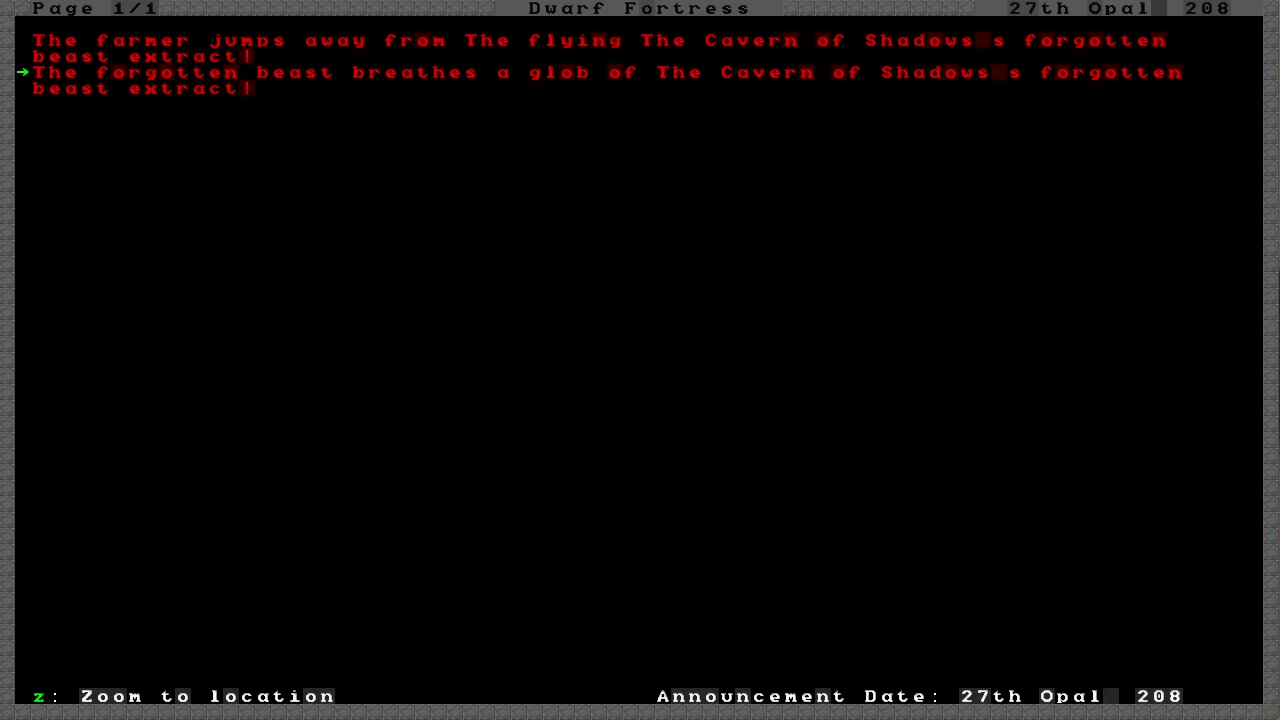 Page 1/1 Dwarf Fortress 27th Opal 208
The farmer jumps away from The flying The Cavern of Shadows s forgotten
beast extract!
The forgotten beast breathes a glob of The Cavern of Shadows s forgotten
beast extract!
z: Zoom to location Announcement Date: 27th Opal 208